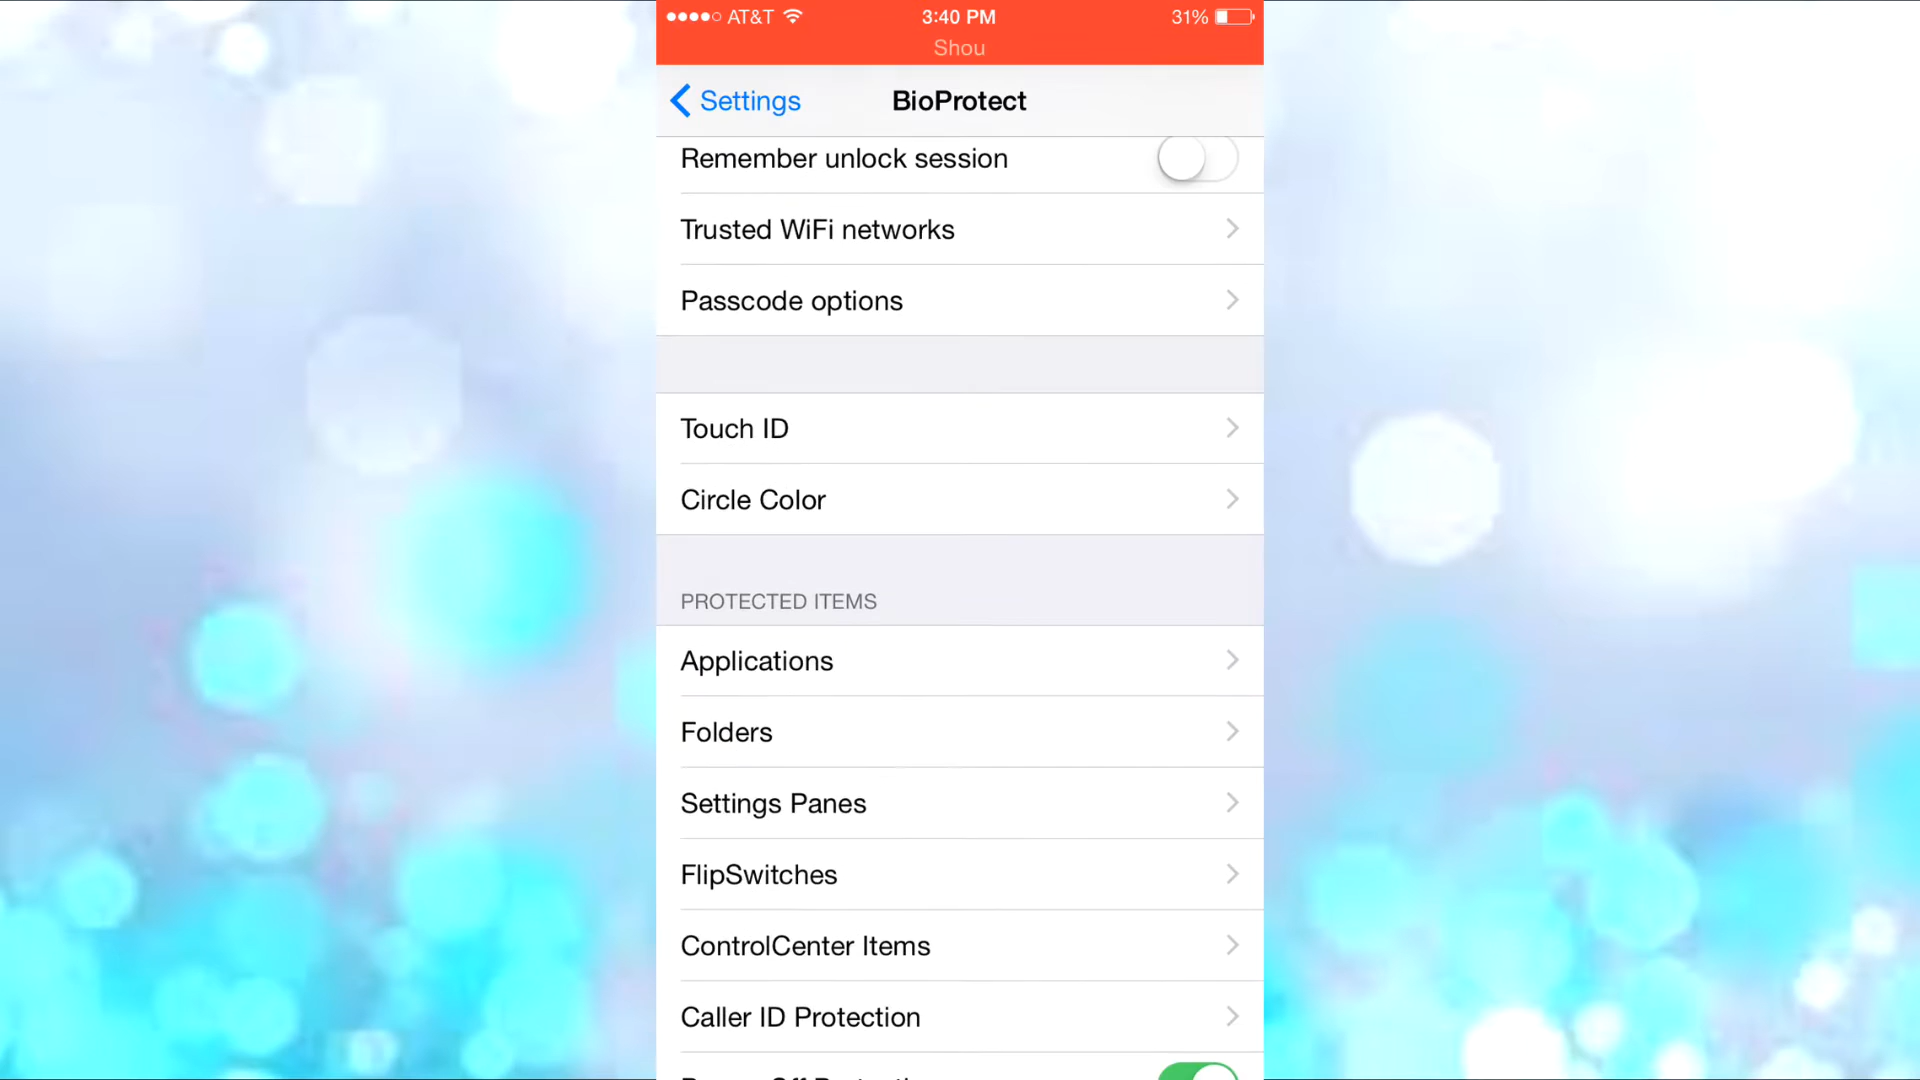 AT&T 3:40 PM 31%
Shou
Settings BioProtect
Remember unlock session
Trusted WiFi networks
Passcode options
Touch ID
Circle Color
PROTECTED ITEMS
Applications
Folders
Settings Panes
FlipSwitches
ControlCenter Items
Caller ID Protection